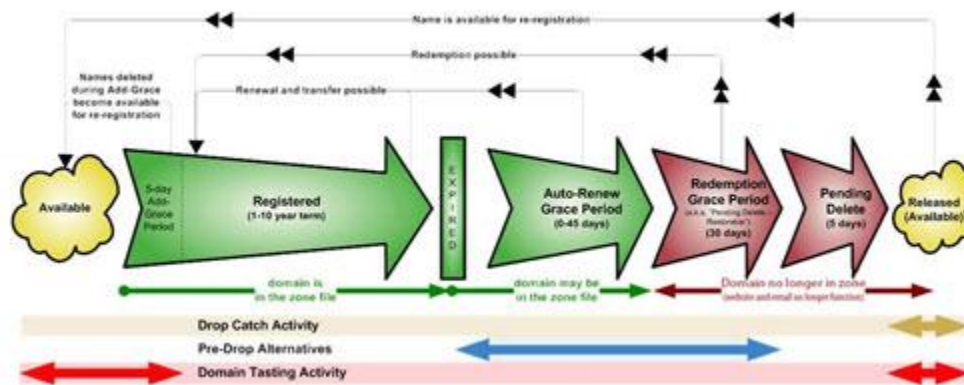 Name is available for re-registration
Redemption possible
Names deleted
during Add-Grace
become available
for re-registration
Renewal and transfer possible
Available
5-day
Add-
Grace
Period
Registered
(1-10 year term)
EXPIRED
Auto-Renew
Grace Period
(0-45 days)
Redemption
Grace Period
(a.k.a. "Pending Delete-
Restorable")
(30 days)
Pending
Delete
(5 days)
Released
(Available)
domain is
in the zone file
domain may be
in the zone file
Domain no longer in zone
(website and email no longer function)
Drop Catch Activity
Pre-Drop Alternatives
Domain Tasting Activity